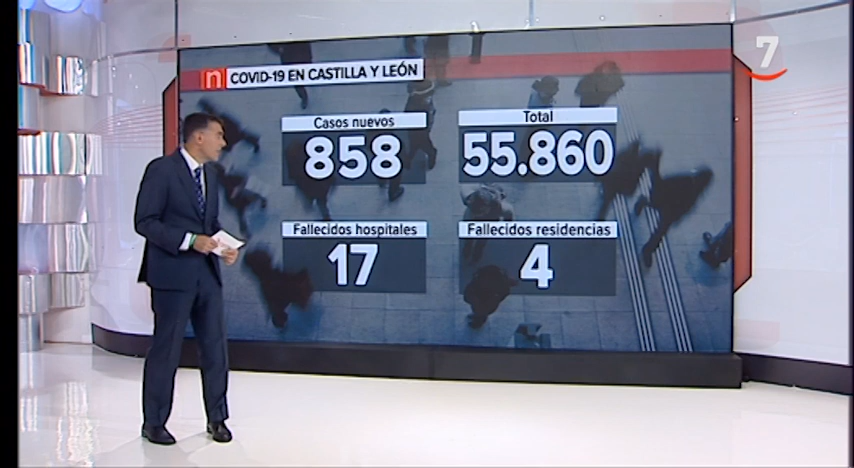 7
n COVID-19 EN CASTILLA Y LEÓN
Casos nuevos
858
Total
55.860
Fallecidos hospitales
17
Fallecidos residencias
4